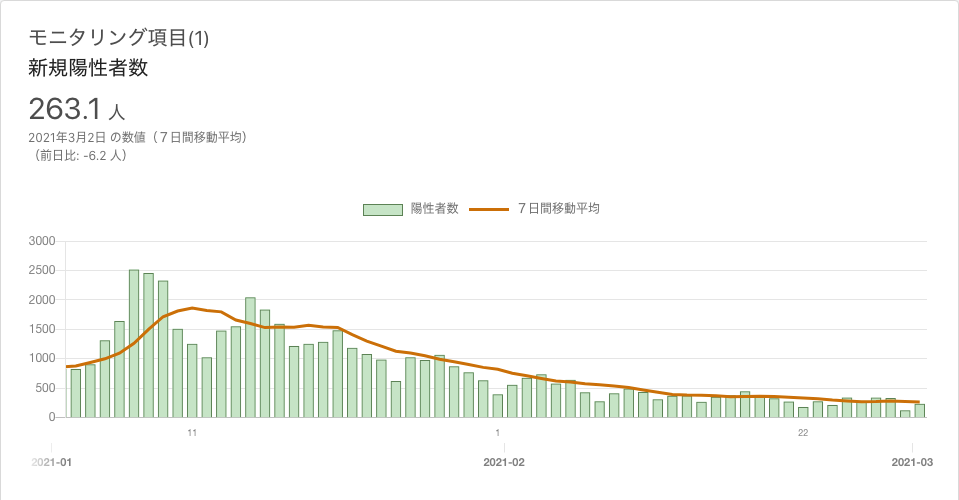 モニタリング項目(1)
新規陽性者数
263.1 人
2021年3月2日 の数値（７日間移動平均）
（前日比: -6.2 人）
陽性者数 ７日間移動平均
3000
2500
2000
1500
1000
500
0
11 1 22
2021-01 2021-02 2021-03